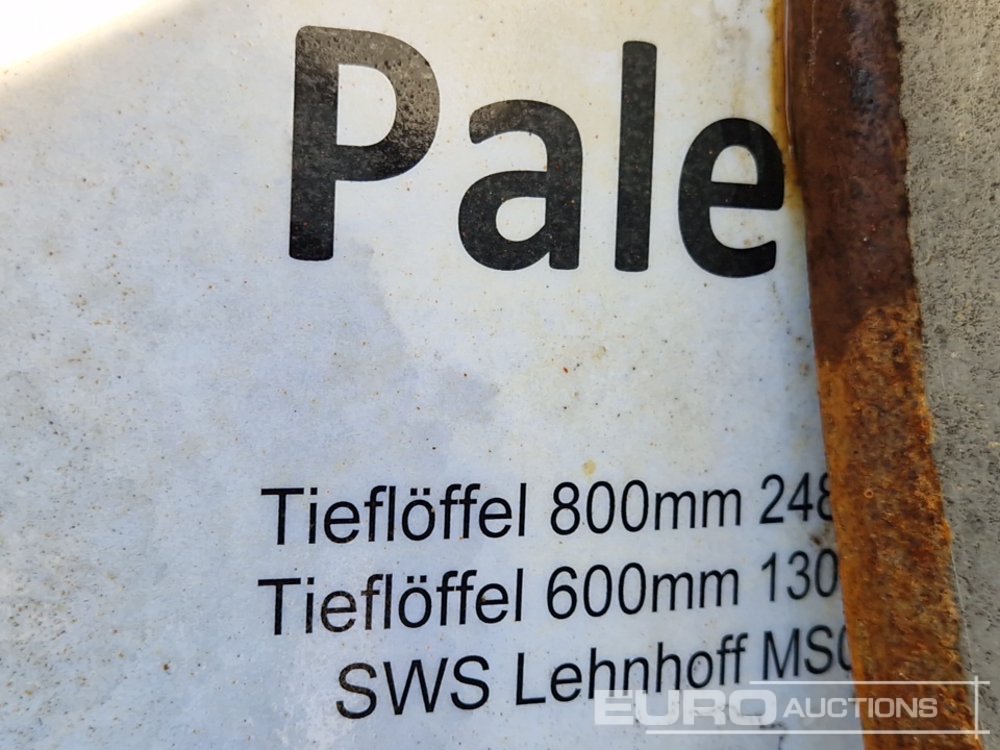 Pale
Tieflöffel 800mm 248
Tieflöffel 600mm 130
SWS Lehnhoff MS
EURO AUCTIONS